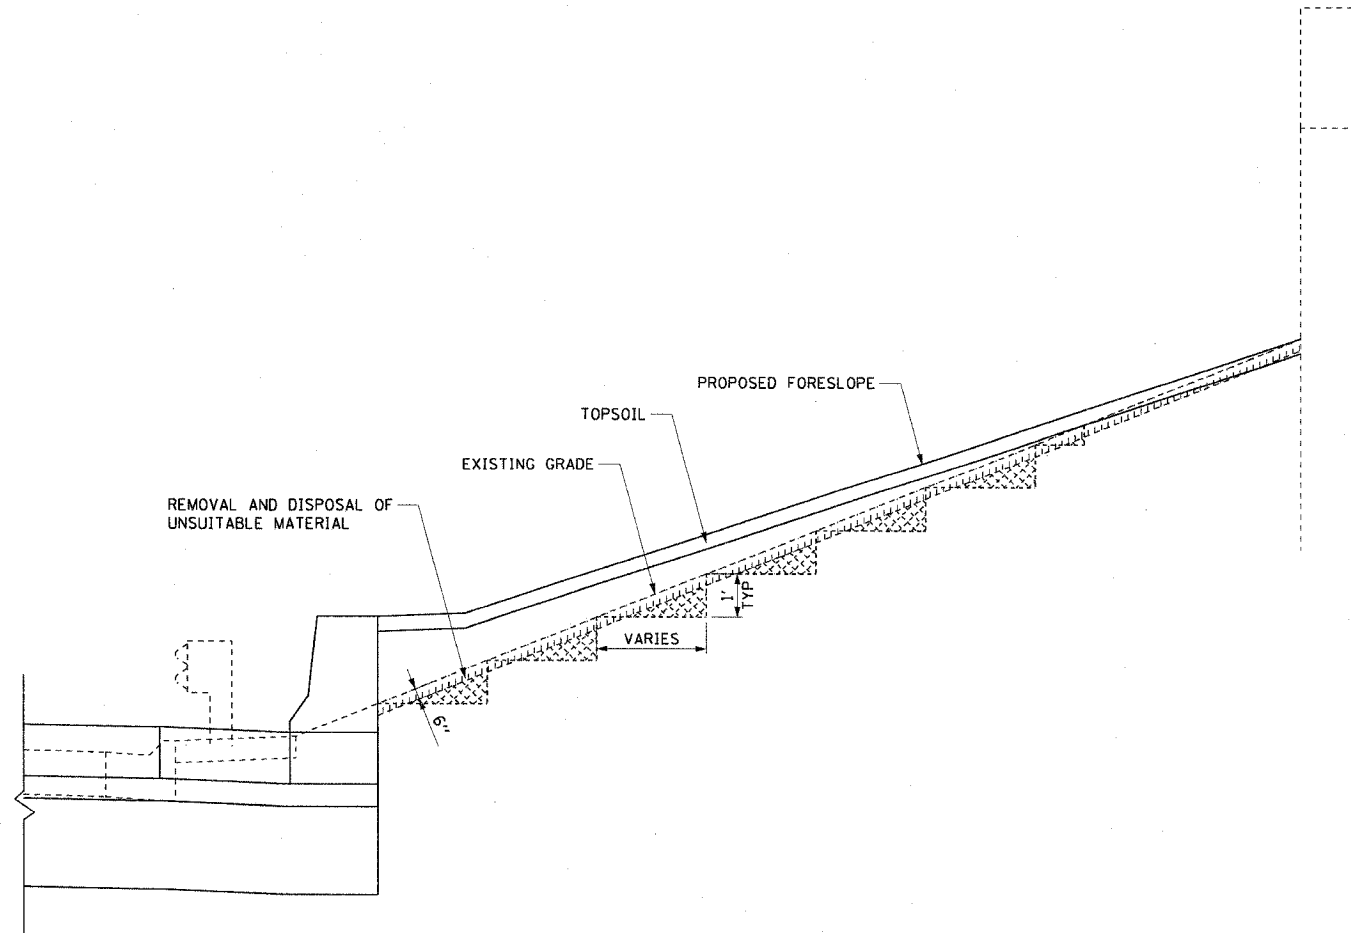 PROPOSED FORESLOPE
TOPSOIL
EXISTING GRADE
REMOVAL AND DISPOSAL OF
UNSUITABLE MATERIAL
1'
TYP
VARIES
6"